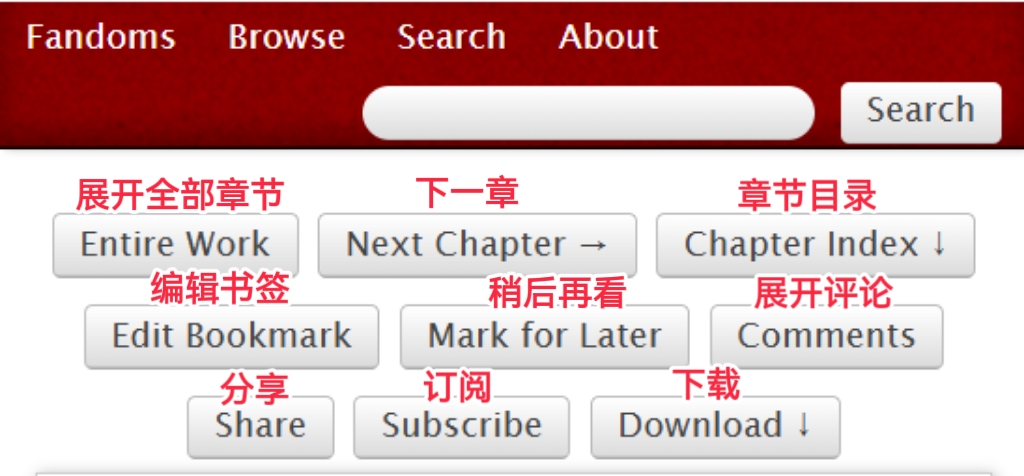 Fandoms Browse Search About
Search
展开全部章节 下一章 章节目录
Entire Work Next Chapter → Chapter Index ↓
编辑书签 稍后再看 展开评论
Edit Bookmark Mark for Later Comments
分享 订阅 下载
Share Subscribe Download ↓